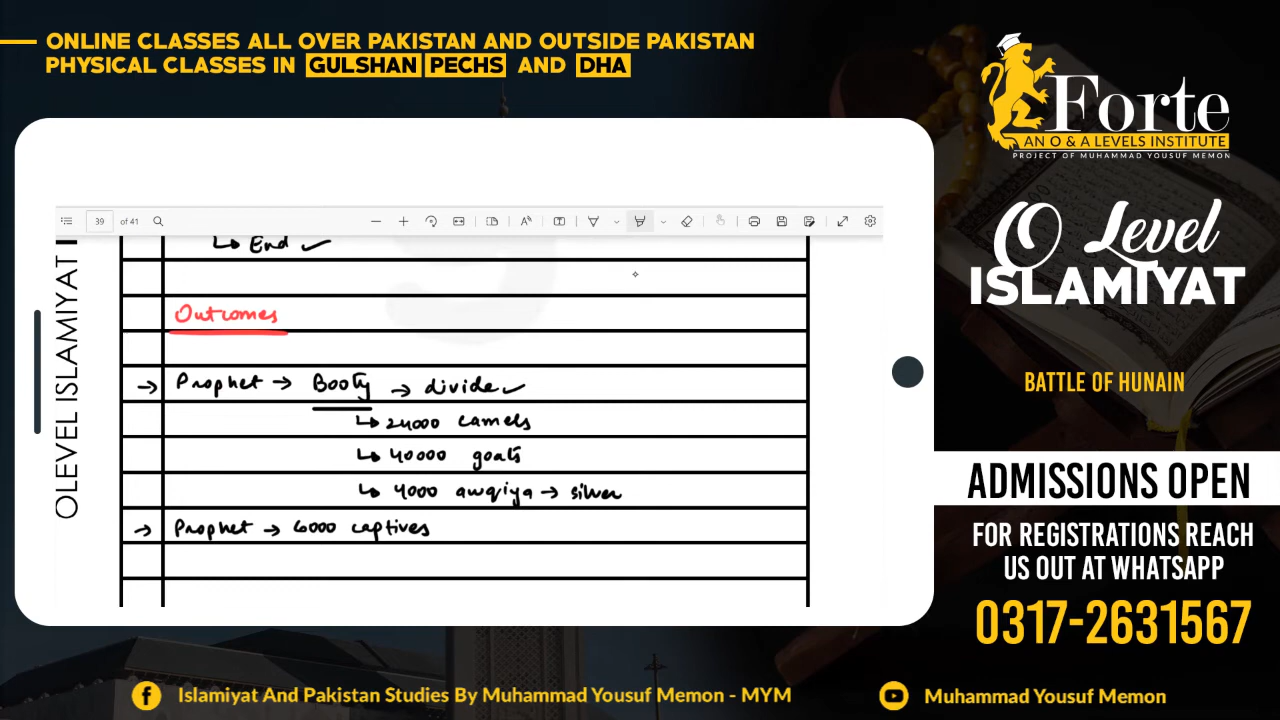 ONLINE CLASSES ALL OVER PAKISTAN AND OUTSIDE PAKISTAN
PHYSICAL CLASSES IN GULSHAN PECHS AND DHA
Forte
AN O & A LEVELS INSTITUTE
PROJECT OF MUHAMMAD YOUSUF MEMON
39 of 41
OLEVEL ISLAMIYAT
↳ End ✓
Outcomes
→ Prophet → Booty → divide ✓
↳ 24000 camels
↳ 40000 goats
↳ 4000 awqiya → silver
→ Prophet → 6000 captives
O Level
ISLAMIYAT
BATTLE OF HUNAIN
ADMISSIONS OPEN
FOR REGISTRATIONS REACH
US OUT AT WHATSAPP
0317-2631567
Islamiyat And Pakistan Studies By Muhammad Yousuf Memon - MYM
Muhammad Yousuf Memon